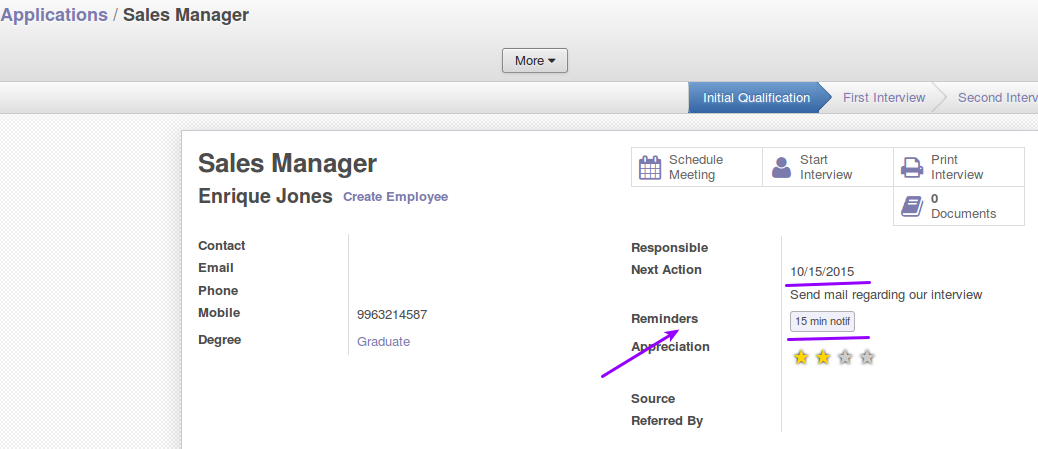 Applications / Sales Manager
More
Initial Qualification
First Interview
Second Interv
Sales Manager
Enrique Jones Create Employee
Schedule
Meeting
Start
Interview
Print
Interview
0
Documents
Contact
Email
Phone
Mobile 9963214587
Degree Graduate
Responsible
Next Action 10/15/2015
Send mail regarding our interview
Reminders 15 min notif
Appreciation
Source
Referred By